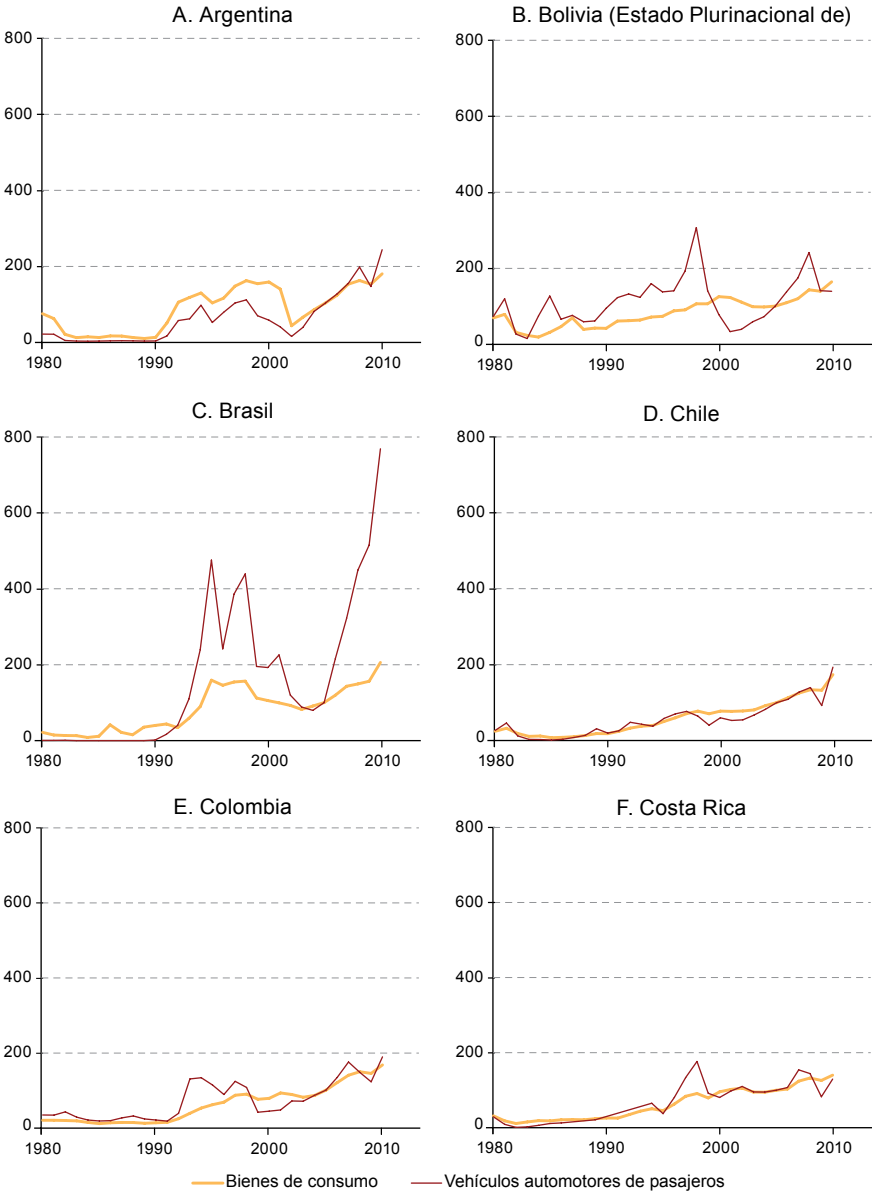 A. Argentina
800
600
400
200
0
1980 1990 2000 2010
B. Bolivia (Estado Plurinacional de)
800
600
400
200
0
1980 1990 2000 2010
C. Brasil
800
600
400
200
0
1980 1990 2000 2010
D. Chile
800
600
400
200
0
1980 1990 2000 2010
E. Colombia
800
600
400
200
0
1980 1990 2000 2010
F. Costa Rica
800
600
400
200
0
1980 1990 2000 2010
Bienes de consumo Vehículos automotores de pasajeros